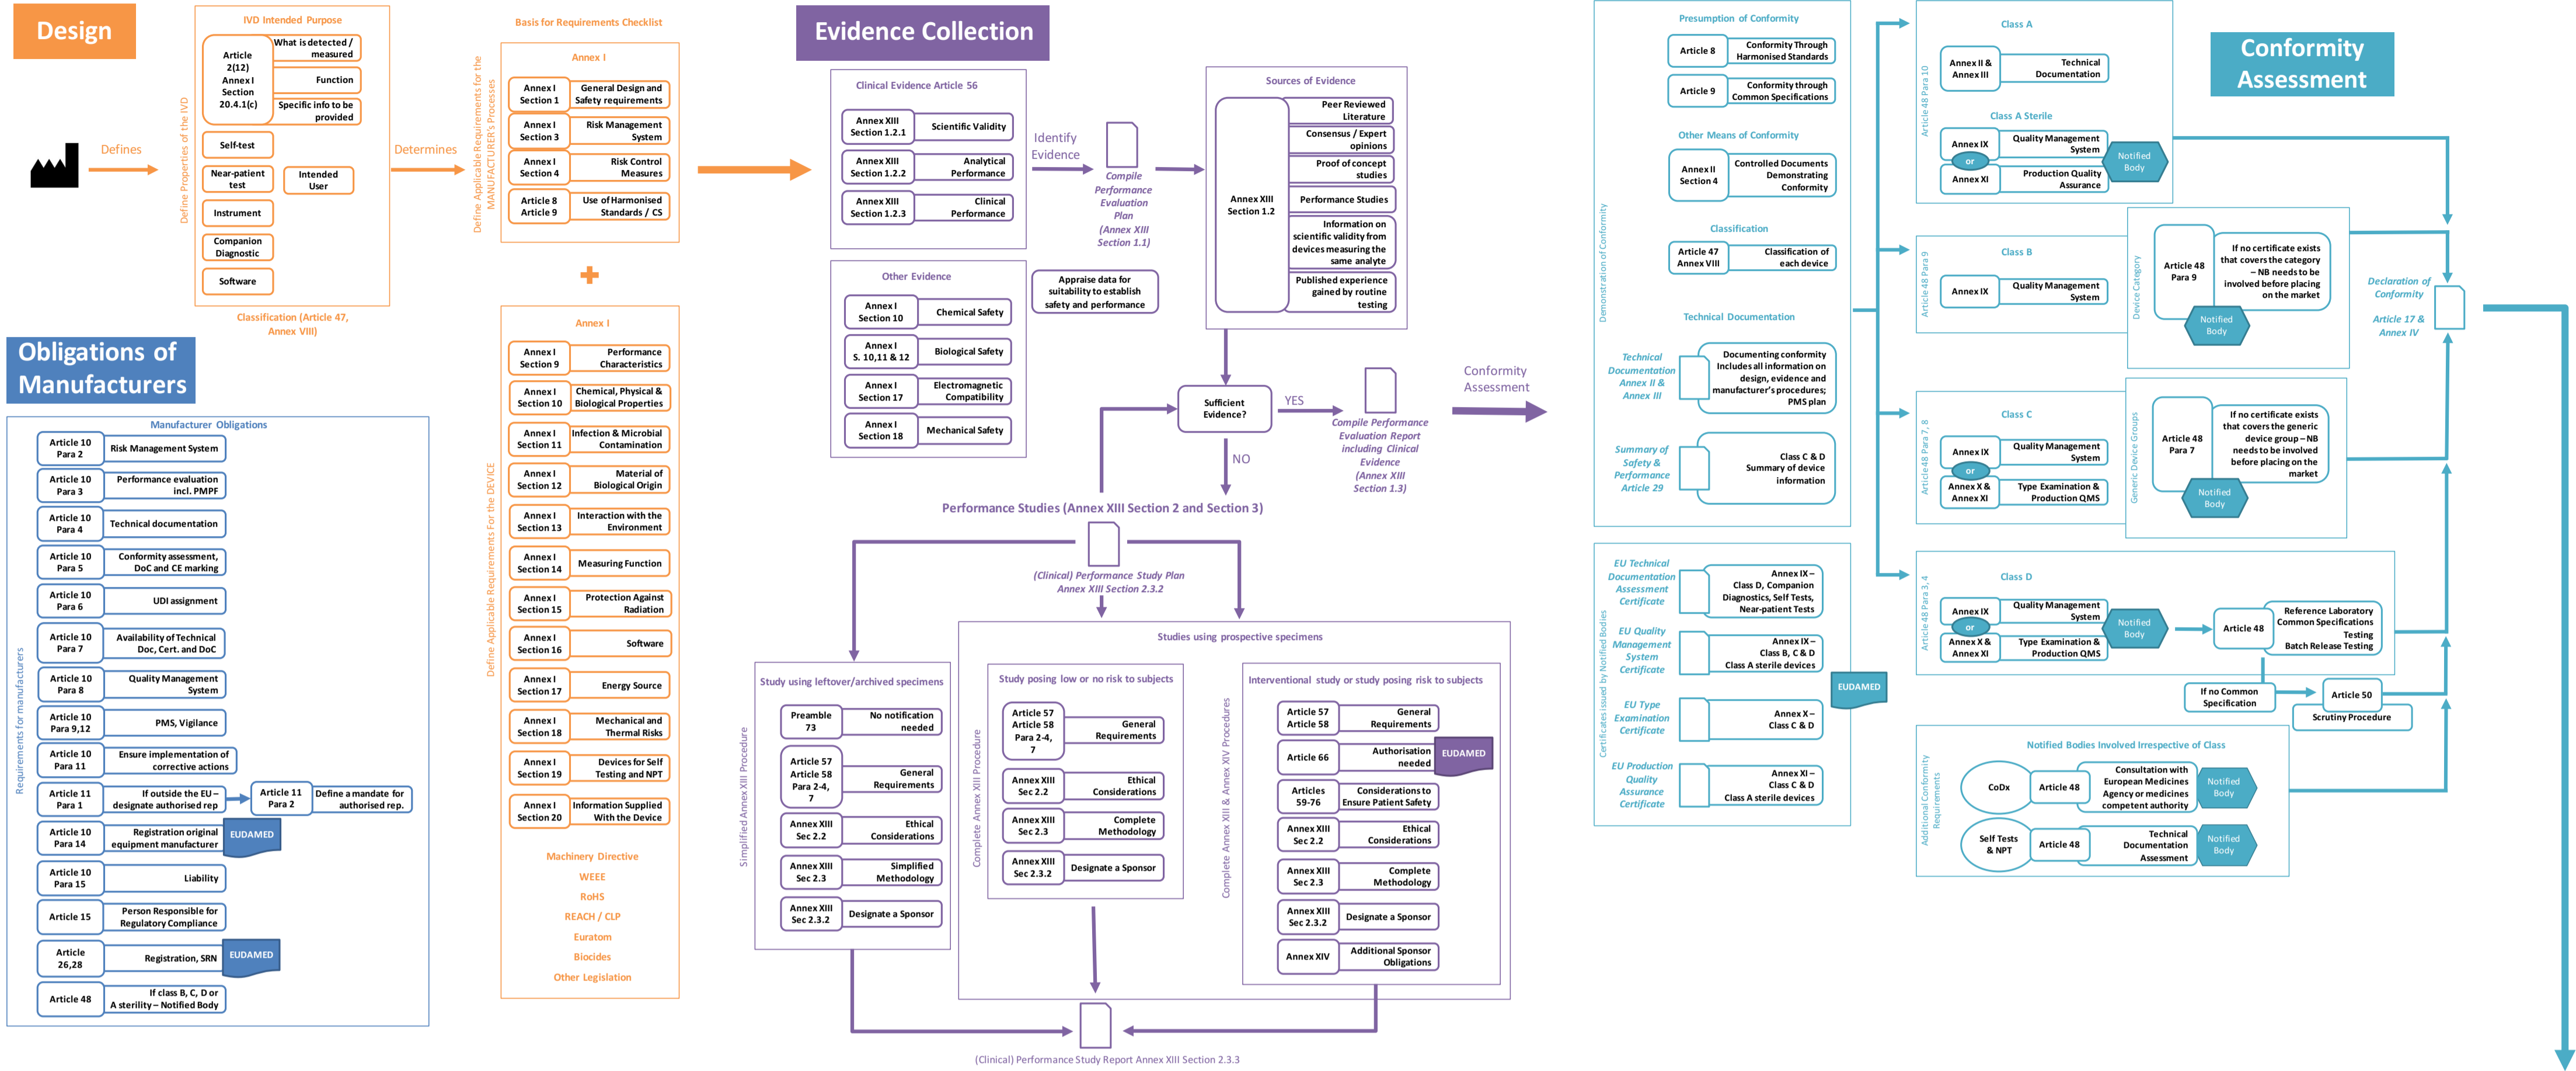 Design
IVD Intended Purpose
Define Properties of the IVD
Article
2(12)
Annex I
Section
20.4.1(c)
What is detected /
measured
Function
Specific info to be
provided
Self-test
Near-patient
test
Intended
User
Instrument
Companion
Diagnostic
Software
Classification (Article 47,
Annex VIII)
Defines
Determines
Basis for Requirements Checklist
Define Applicable Requirements for the
MANUFACTURER's Processes
Annex I
Annex I
Section 1
General Design and
Safety requirements
Annex I
Section 3
Risk Management
System
Annex I
Section 4
Risk Control
Measures
Article 8
Article 9
Use of Harmonised
Standards / CS
Define Applicable Requirements For the DEVICE
Annex I
Annex I
Section 9
Performance
Characteristics
Annex I
Section 10
Chemical, Physical &
Biological Properties
Annex I
Section 11
Infection & Microbial
Contamination
Annex I
Section 12
Material of
Biological Origin
Annex I
Section 13
Interaction with the
Environment
Annex I
Section 14
Measuring Function
Annex I
Section 15
Protection Against
Radiation
Annex I
Section 16
Software
Annex I
Section 17
Energy Source
Annex I
Section 18
Mechanical and
Thermal Risks
Annex I
Section 19
Devices for Self
Testing and NPT
Annex I
Section 20
Information Supplied
With the Device
Machinery Directive
WEEE
RoHS
REACH / CLP
Euratom
Biocides
Other Legislation
Obligations of
Manufacturers
Manufacturer Obligations
Requirements for manufacturers
Article 10
Para 2
Risk Management System
Article 10
Para 3
Performance evaluation
incl. PMPF
Article 10
Para 4
Technical documentation
Article 10
Para 5
Conformity assessment,
DoC and CE marking
Article 10
Para 6
UDI assignment
Article 10
Para 7
Availability of Technical
Doc, Cert. and DoC
Article 10
Para 8
Quality Management
System
Article 10
Para 9,12
PMS, Vigilance
Article 10
Para 11
Ensure implementation of
corrective actions
Article 11
Para 1
If outside the EU –
designate authorised rep
Article 11
Para 2
Define a mandate for
authorised rep.
Article 10
Para 14
Registration original
equipment manufacturer
EUDAMED
Article 10
Para 15
Liability
Article 15
Person Responsible for
Regulatory Compliance
Article
26,28
Registration, SRN
EUDAMED
Article 48
If class B, C, D or
A sterility – Notified Body
Evidence Collection
Clinical Evidence Article 56
Annex XIII
Section 1.2.1
Scientific Validity
Annex XIII
Section 1.2.2
Analytical
Performance
Annex XIII
Section 1.2.3
Clinical
Performance
Other Evidence
Annex I
Section 10
Chemical Safety
Annex I
S. 10,11 & 12
Biological Safety
Annex I
Section 17
Electromagnetic
Compatibility
Annex I
Section 18
Mechanical Safety
Identify
Evidence
Compile
Performance
Evaluation
Plan
(Annex XIII
Section 1.1)
Appraise data for
suitability to establish
safety and performance
Sources of Evidence
Annex XIII
Section 1.2
Peer Reviewed
Literature
Consensus / Expert
opinions
Proof of concept
studies
Performance Studies
Information on
scientific validity from
devices measuring the
same analyte
Published experience
gained by routine
testing
Sufficient
Evidence?
YES
NO
Compile Performance
Evaluation Report
including Clinical
Evidence
(Annex XIII
Section 1.3)
Conformity
Assessment
Performance Studies (Annex XIII Section 2 and Section 3)
(Clinical) Performance Study Plan
Annex XIII Section 2.3.2
Simplified Annex XIII Procedure
Study using leftover/archived specimens
Preamble
73
No notification
needed
Article 57
Article 58
Para 2-4,
7
General
Requirements
Annex XIII
Sec 2.2
Ethical
Considerations
Annex XIII
Sec 2.3
Simplified
Methodology
Annex XIII
Sec 2.3.2
Designate a Sponsor
Studies using prospective specimens
Complete Annex XIII Procedure
Study posing low or no risk to subjects
Article 57
Article 58
Para 2-4,
7
General
Requirements
Annex XIII
Sec 2.2
Ethical
Considerations
Annex XIII
Sec 2.3
Complete
Methodology
Annex XIII
Sec 2.3.2
Designate a Sponsor
Complete Annex XIII & Annex XIV Procedures
Interventional study or study posing risk to subjects
Article 57
Article 58
General
Requirements
Article 66
Authorisation
needed
EUDAMED
Articles
59-76
Considerations to
Ensure Patient Safety
Annex XIII
Sec 2.2
Ethical
Considerations
Annex XIII
Sec 2.3
Complete
Methodology
Annex XIII
Sec 2.3.2
Designate a Sponsor
Annex XIV
Additional Sponsor
Obligations
(Clinical) Performance Study Report Annex XIII Section 2.3.3
Conformity
Assessment
Demonstration of Conformity
Presumption of Conformity
Article 8
Conformity Through
Harmonised Standards
Article 9
Conformity through
Common Specifications
Other Means of Conformity
Annex II
Section 4
Controlled Documents
Demonstrating
Conformity
Classification
Article 47
Annex VIII
Classification of
each device
Technical Documentation
Technical
Documentation
Annex II &
Annex III
Documenting conformity
Includes all information on
design, evidence and
manufacturer's procedures;
PMS plan
Summary of
Safety &
Performance
Article 29
Class C & D
Summary of device
information
Certificates issued by Notified Bodies
EU Technical
Documentation
Assessment
Certificate
Annex IX –
Class D, Companion
Diagnostics, Self Tests,
Near-patient Tests
EU Quality
Management
System
Certificate
Annex IX –
Class B, C & D
Class A sterile devices
EU Type
Examination
Certificate
Annex X –
Class C & D
EU Production
Quality
Assurance
Certificate
Annex XI –
Class C & D
Class A sterile devices
EUDAMED
Article 48 Para 10
Class A
Annex II &
Annex III
Technical
Documentation
Class A Sterile
Annex IX
Quality Management
System
or
Annex XI
Production Quality
Assurance
Notified
Body
Article 48 Para 9
Class B
Annex IX
Quality Management
System
Device Category
Article 48
Para 9
If no certificate exists
that covers the category
– NB needs to be
involved before placing
on the market
Notified
Body
Article48 Para 7, 8
Class C
Annex IX
Quality Management
System
or
Annex X &
Annex XI
Type Examination &
Production QMS
Generic Device Groups
Article 48
Para 7
If no certificate exists
that covers the generic
device group – NB
needs to be involved
before placing on the
market
Notified
Body
Article 48 Para 3, 4
Class D
Annex IX
Quality Management
System
or
Annex X &
Annex XI
Type Examination &
Production QMS
Notified
Body
Article 48
Reference Laboratory
Common Specifications
Testing
Batch Release Testing
If no Common
Specification
Article 50
Scrutiny Procedure
Additional Conformity
Requirements
Notified Bodies Involved Irrespective of Class
CoDx
Article 48
Consultation with
European Medicines
Agency or medicines
competent authority
Notified
Body
Self Tests
& NPT
Article 48
Technical
Documentation
Assessment
Notified
Body
Declaration of
Conformity
Article 17 &
Annex IV